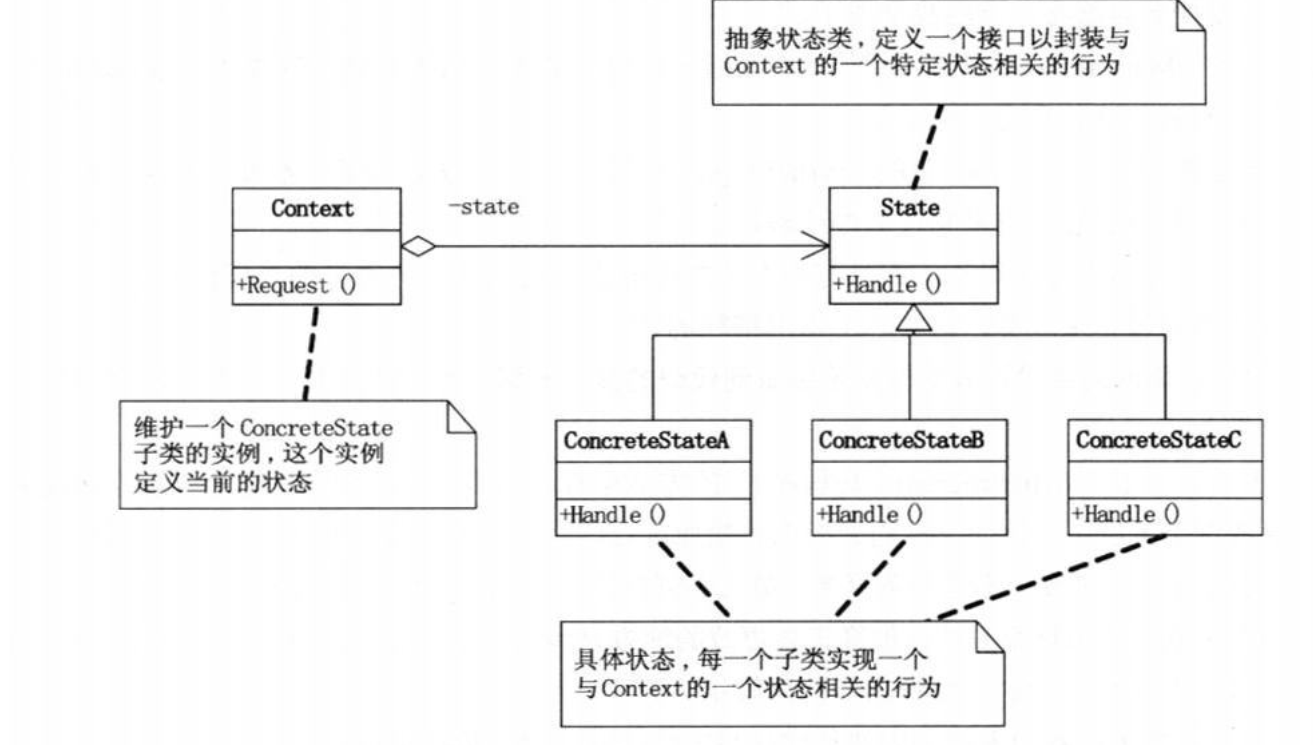 抽象状态类，定义一个接口以封装与
Context 的一个特定状态相关的行为
Context
-state
State
+Request ()
+Handle ()
维护一个 ConcreteState
子类的实例，这个实例
定义当前的状态
ConcreteStateA
ConcreteStateB
ConcreteStateC
+Handle ()
+Handle ()
+Handle ()
具体状态，每一个子类实现一个
与Context的一个状态相关的行为